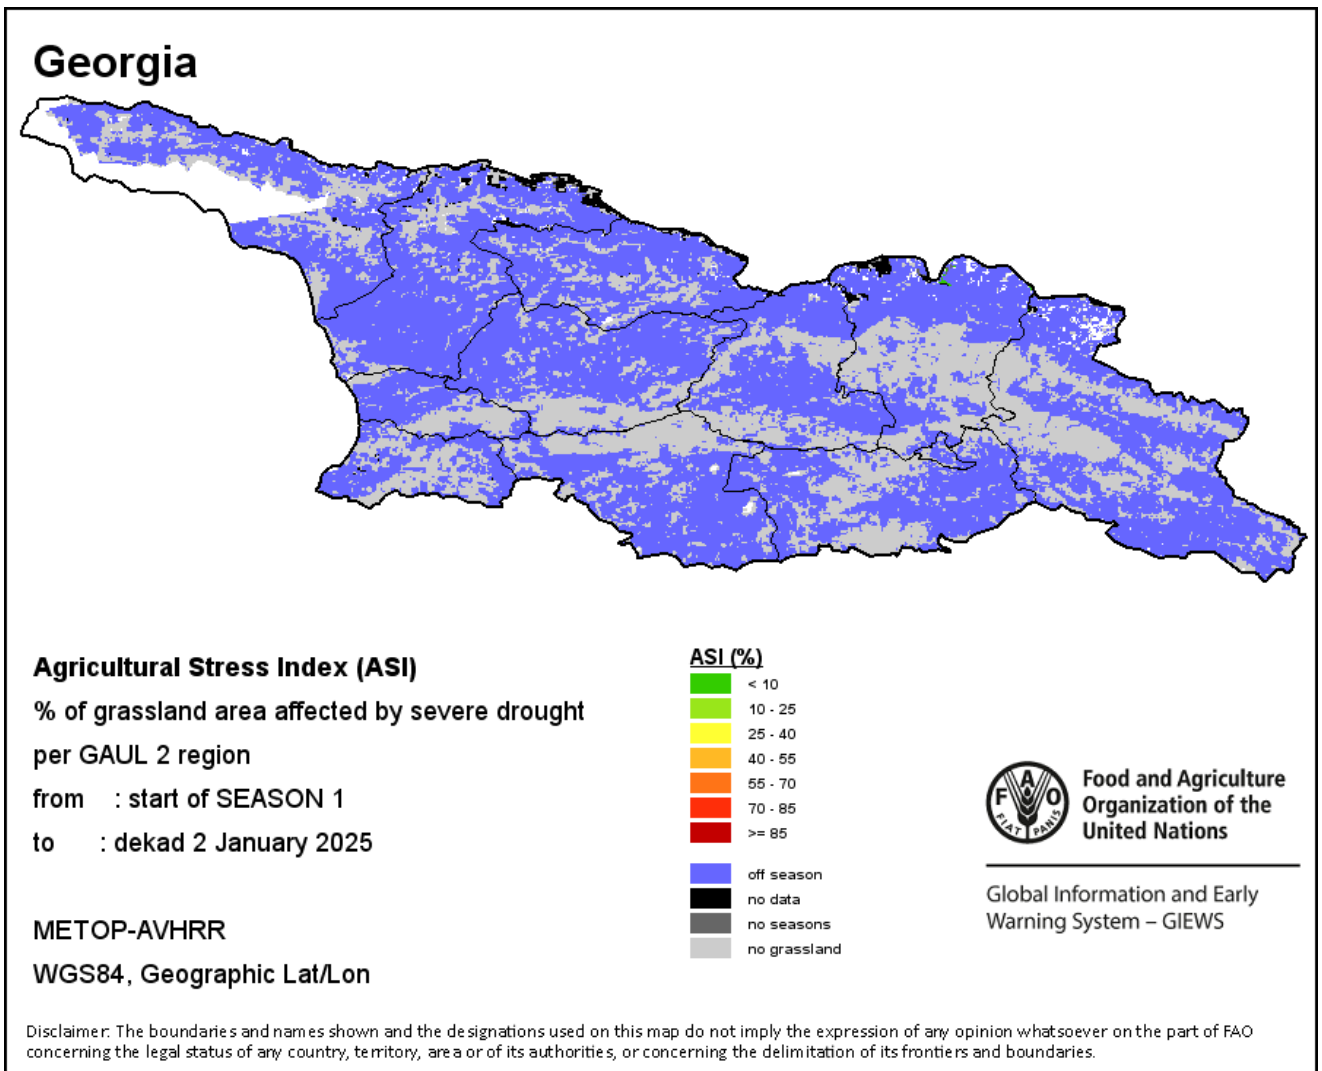 Georgia
Agricultural Stress Index (ASI)
% of grassland area affected by severe drought
per GAUL 2 region
from : start of SEASON 1
to : dekad 2 January 2025
METOP-AVHRR
WGS84, Geographic Lat/Lon
ASI (%)
< 10
10 - 25
25 - 40
40 - 55
55 - 70
70 - 85
>= 85
off season
no data
no seasons
no grassland
F A O
FIAT PANIS
Food and Agriculture
Organization of the
United Nations
Global Information and Early
Warning System – GIEWS
Disclaimer: The boundaries and names shown and the designations used on this map do not imply the expression of any opinion whatsoever on the part of FAO
concerning the legal status of any country, territory, area or of its authorities, or concerning the delimitation of its frontiers and boundaries.